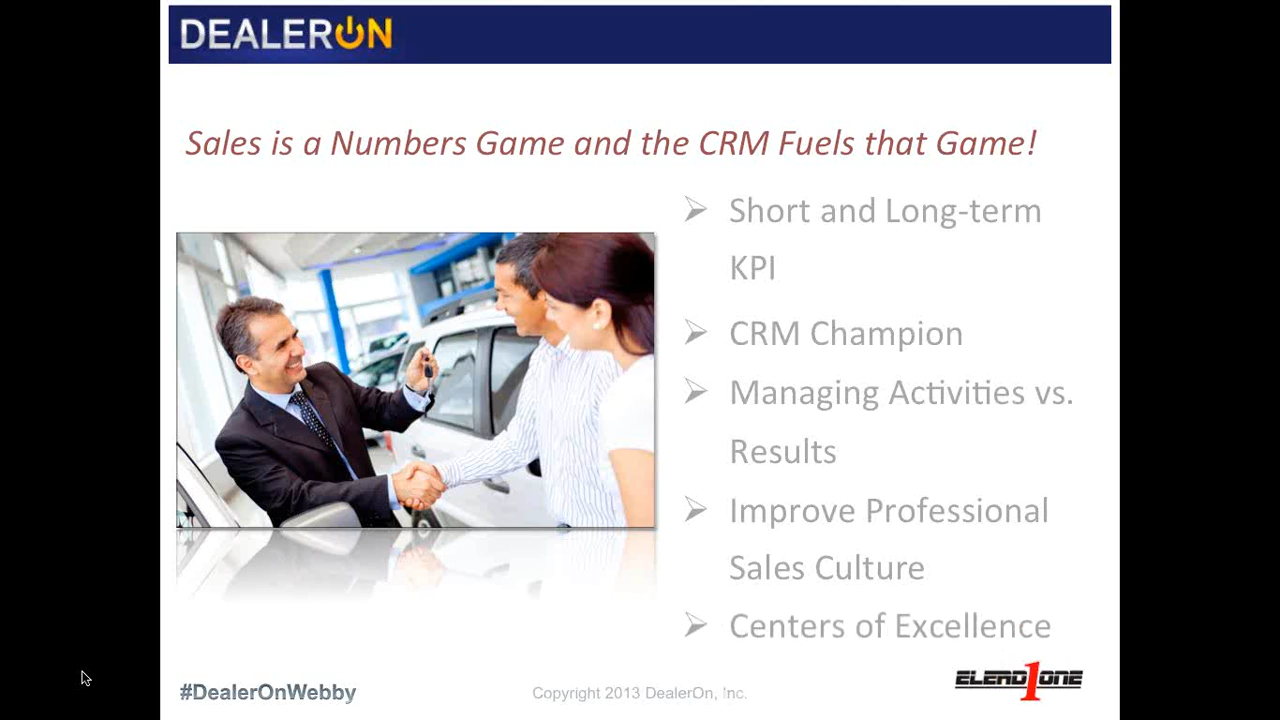 DEALERON
Sales is a Numbers Game and the CRM Fuels that Game!
Short and Long-term
KPI
CRM Champion
Managing Activities vs.
Results
Improve Professional
Sales Culture
Centers of Excellence
#DealerOnWebby
Copyright 2013 DealerOn, Inc.
ELEAD1ONE